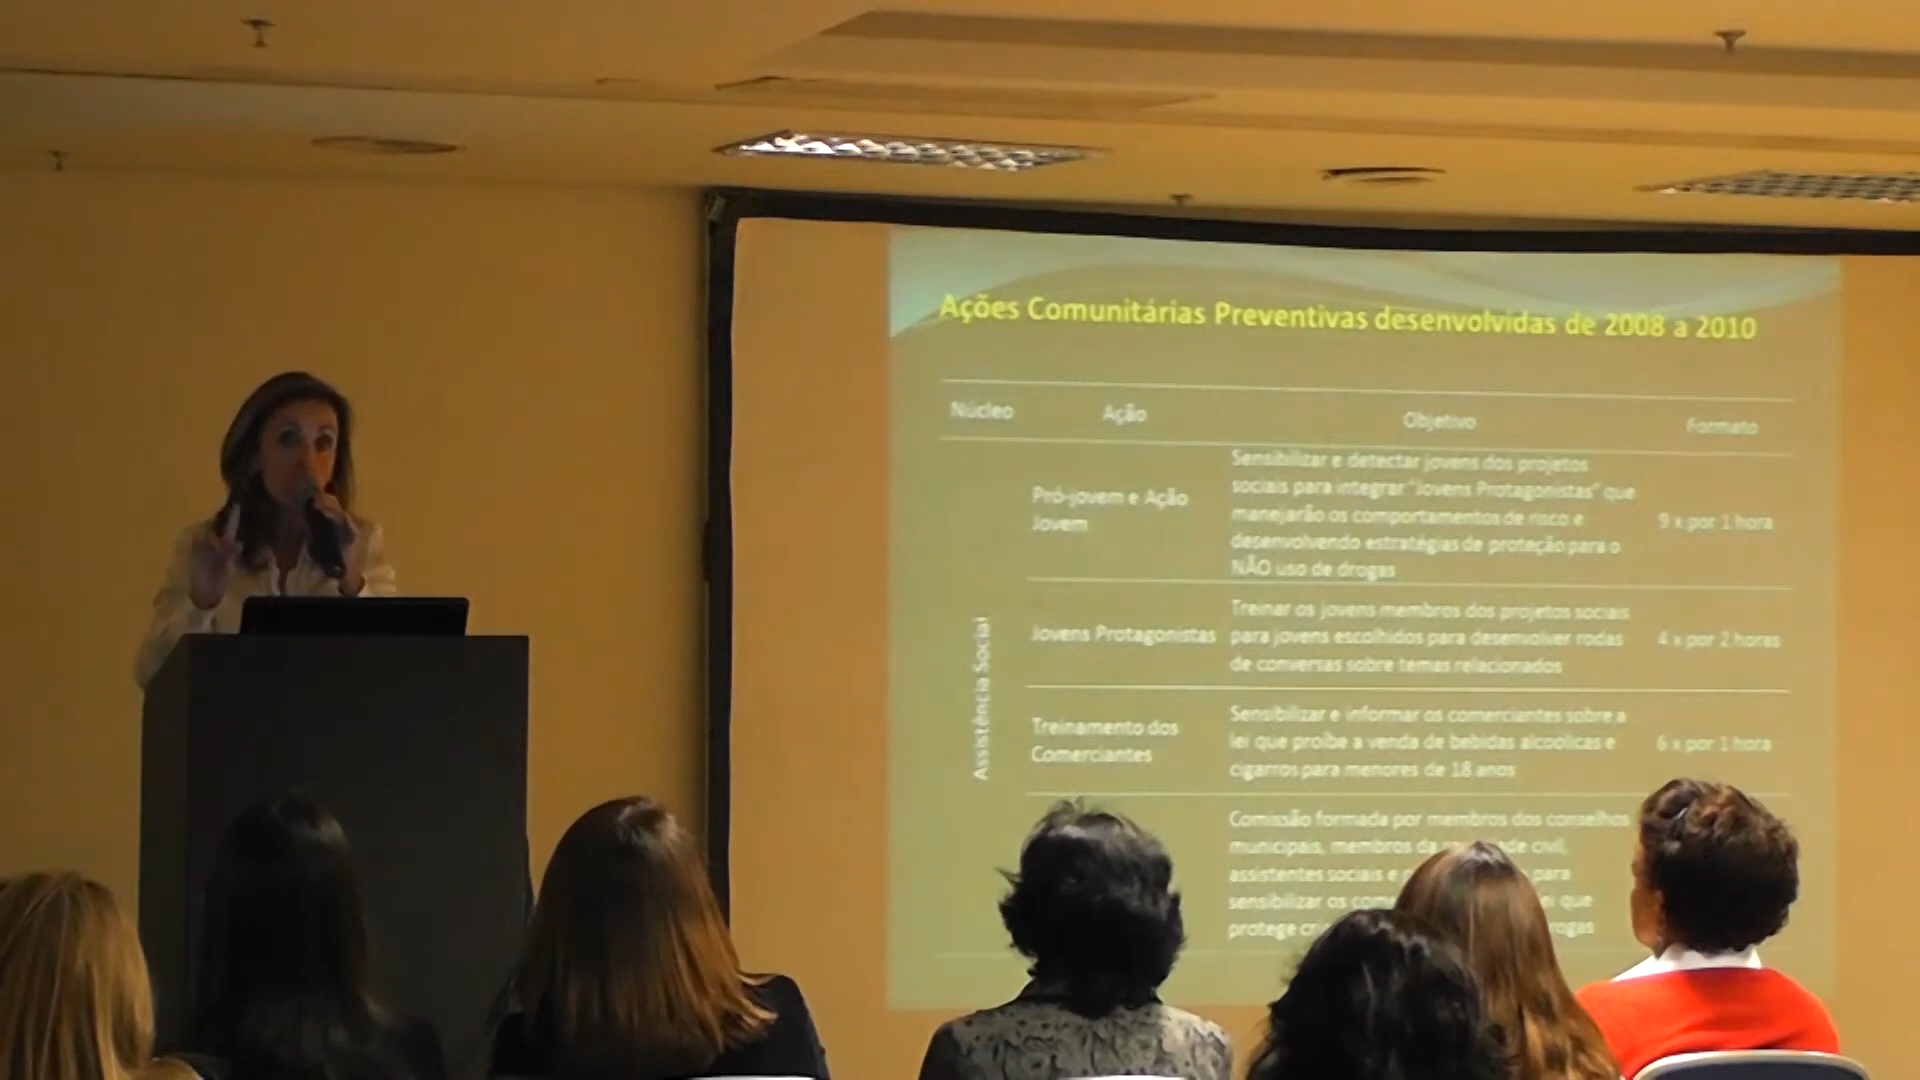 Ações Comunitárias Preventivas desenvolvidas de 2008 a 2010
Núcleo Ação Objetivo Formato
Assistência Social
Pró-jovem e Ação
Jovem
Sensibilizar e detectar jovens dos projetos
sociais para integrar "Jovens Protagonistas" que
manejarão os comportamentos de risco e
desenvolvendo estratégias de proteção para o
NÃO uso de drogas
9 x por 1 hora
Jovens Protagonistas
Treinar os jovens membros dos projetos sociais
para jovens escolhidos para desenvolver rodas
de conversas sobre temas relacionados
4 x por 2 horas
Treinamento dos
Comerciantes
Sensibilizar e informar os comerciantes sobre a
lei que proíbe a venda de bebidas alcoolicas e
cigarros para menores de 18 anos
6 x por 1 hora
Comissão formada por membros dos conselhos
municipais, membros da civil,
assistentes sociais e para
sensibilizar os que
protege